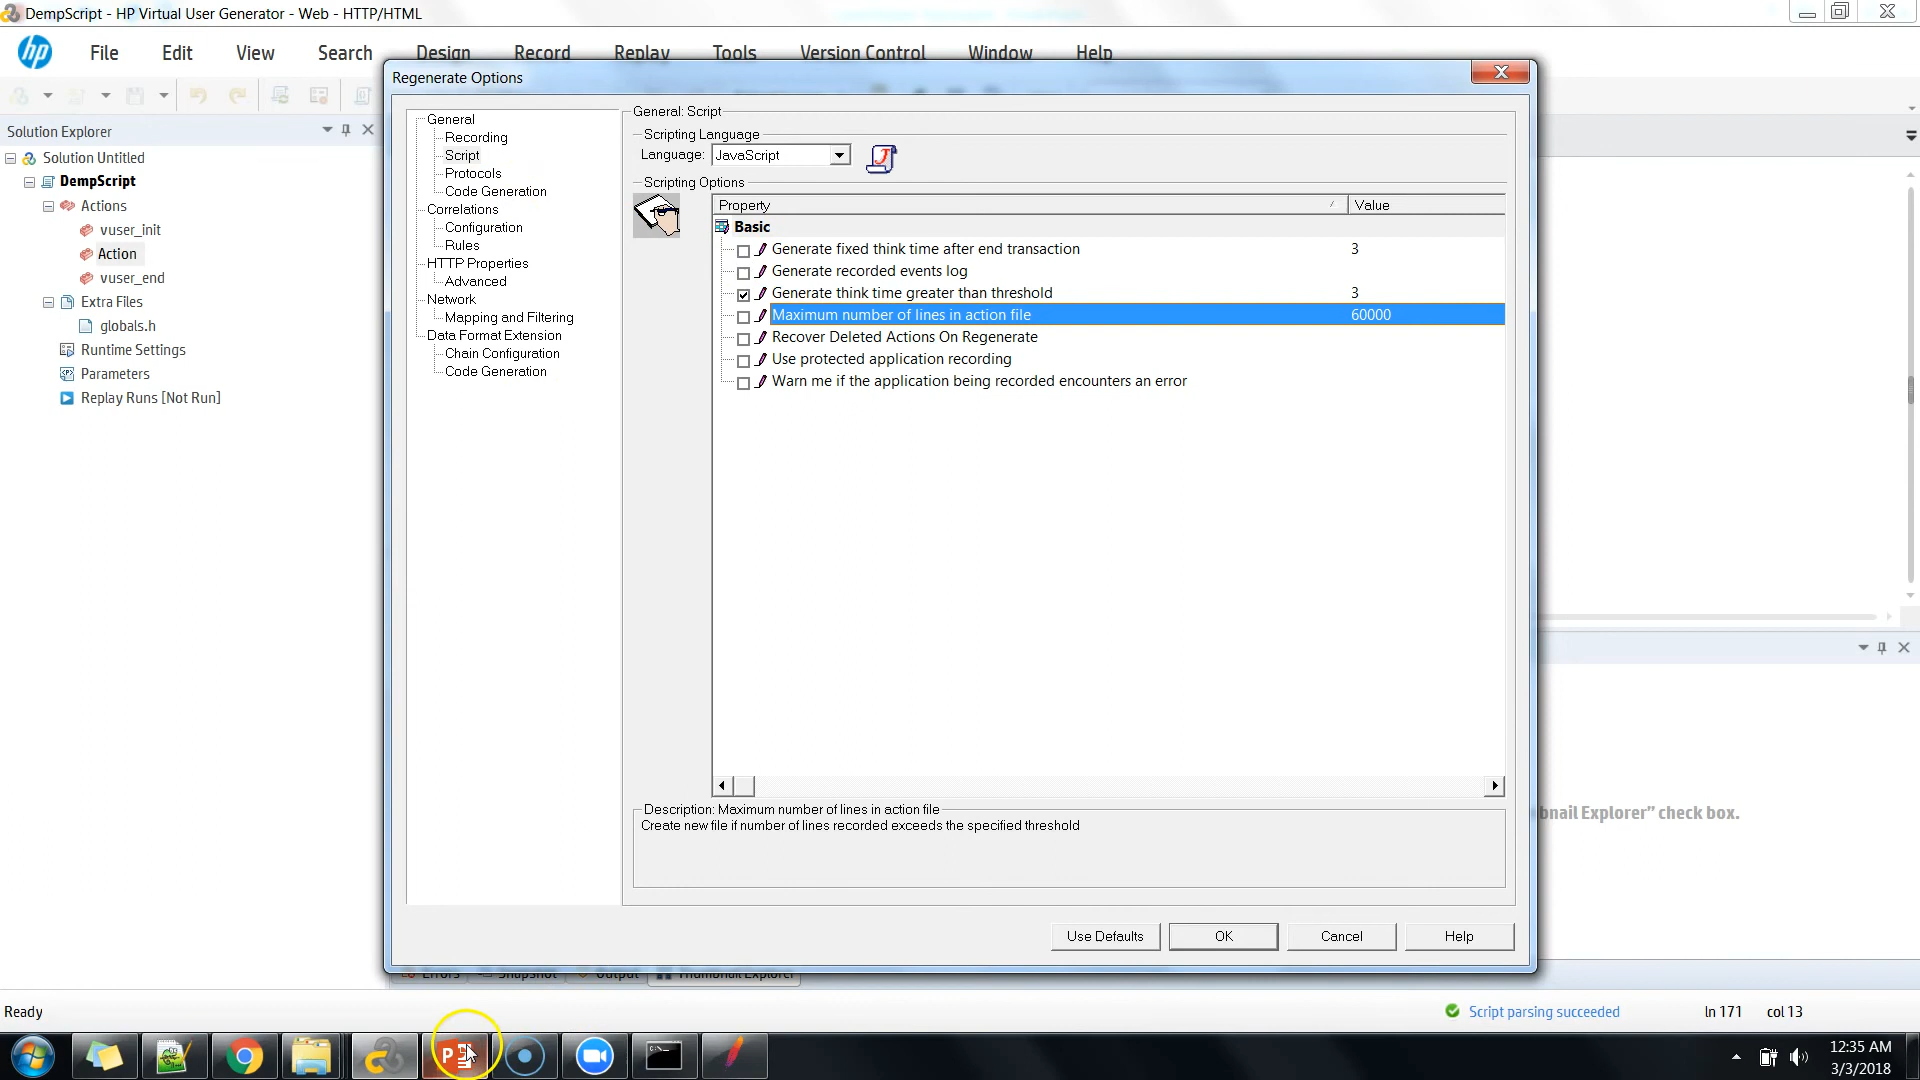 DempScript - HP Virtual User Generator - Web - HTTP/HTML
hp File Edit View Search Design Record Replay Tools Version Control Window Help
Regenerate Options
Solution Explorer
Solution Untitled
DempScript
Actions
vuser_init
Action
vuser_end
Extra Files
globals.h
Runtime Settings
Parameters
Replay Runs [Not Run]
General
Recording
Script
Protocols
Code Generation
Correlations
Configuration
Rules
HTTP Properties
Advanced
Network
Mapping and Filtering
Data Format Extension
Chain Configuration
Code Generation
General: Script
Scripting Language
Language: JavaScript
Scripting Options
Property Value
Basic
Generate fixed think time after end transaction 3
Generate recorded events log
Generate think time greater than threshold 3
Maximum number of lines in action file 60000
Recover Deleted Actions On Regenerate
Use protected application recording
Warn me if the application being recorded encounters an error
Description: Maximum number of lines in action file
Create new file if number of lines recorded exceeds the specified threshold
Use Defaults OK Cancel Help
bnail Explorer" check box.
Errors Snapshot Output Thumbnail Explorer
Ready Script parsing succeeded ln 171 col 13
12:35 AM
3/3/2018